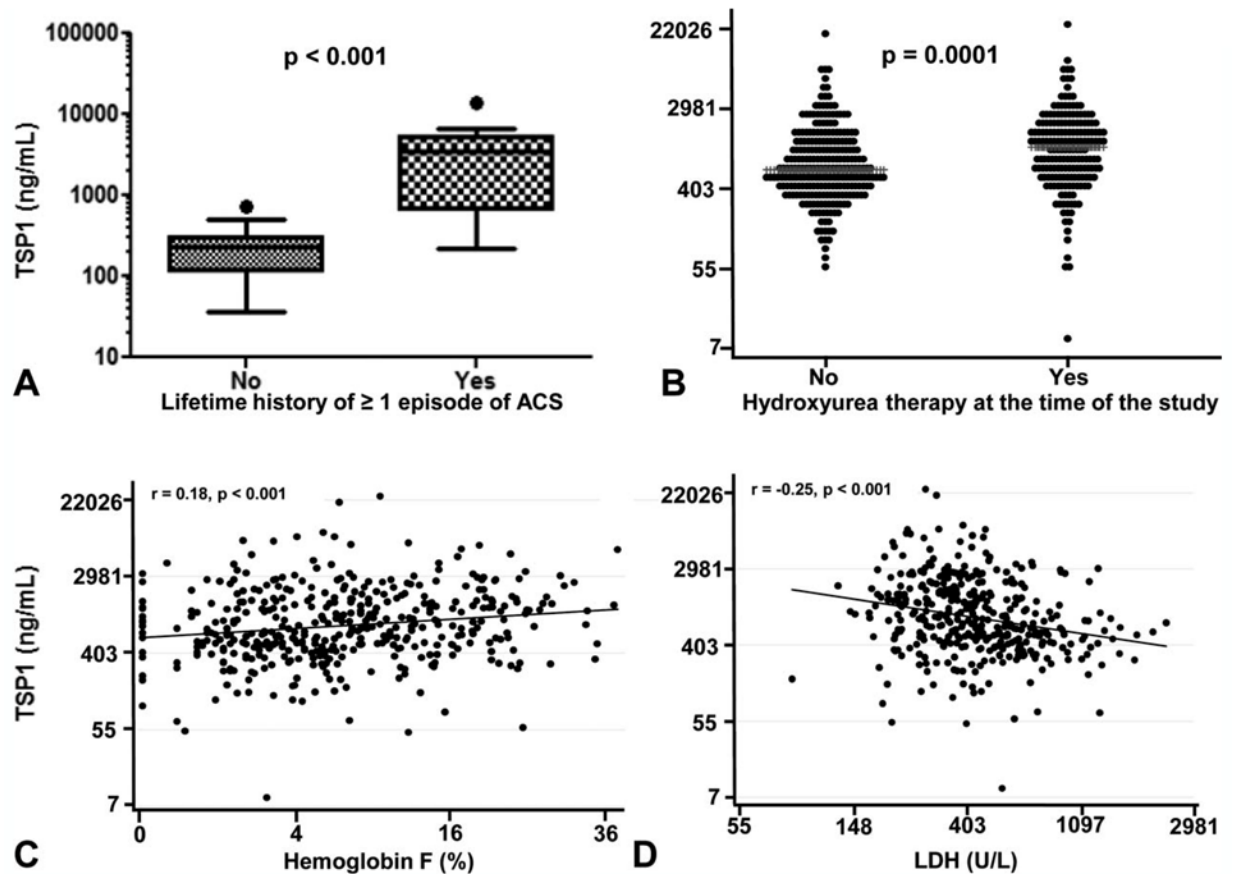 100000
p < 0.001
10000
1000
100
10
TSP1 (ng/mL)
No
Yes
A
Lifetime history of ≥ 1 episode of ACS
22026
p = 0.0001
2981
403
55
7
No
Yes
B
Hydroxyurea therapy at the time of the study
r = 0.18, p < 0.001
22026
2981
403
55
7
TSP1 (ng/mL)
0
4
16
36
C
Hemoglobin F (%)
r = -0.25, p < 0.001
22026
2981
403
55
7
55
148
403
1097
2981
D
LDH (U/L)